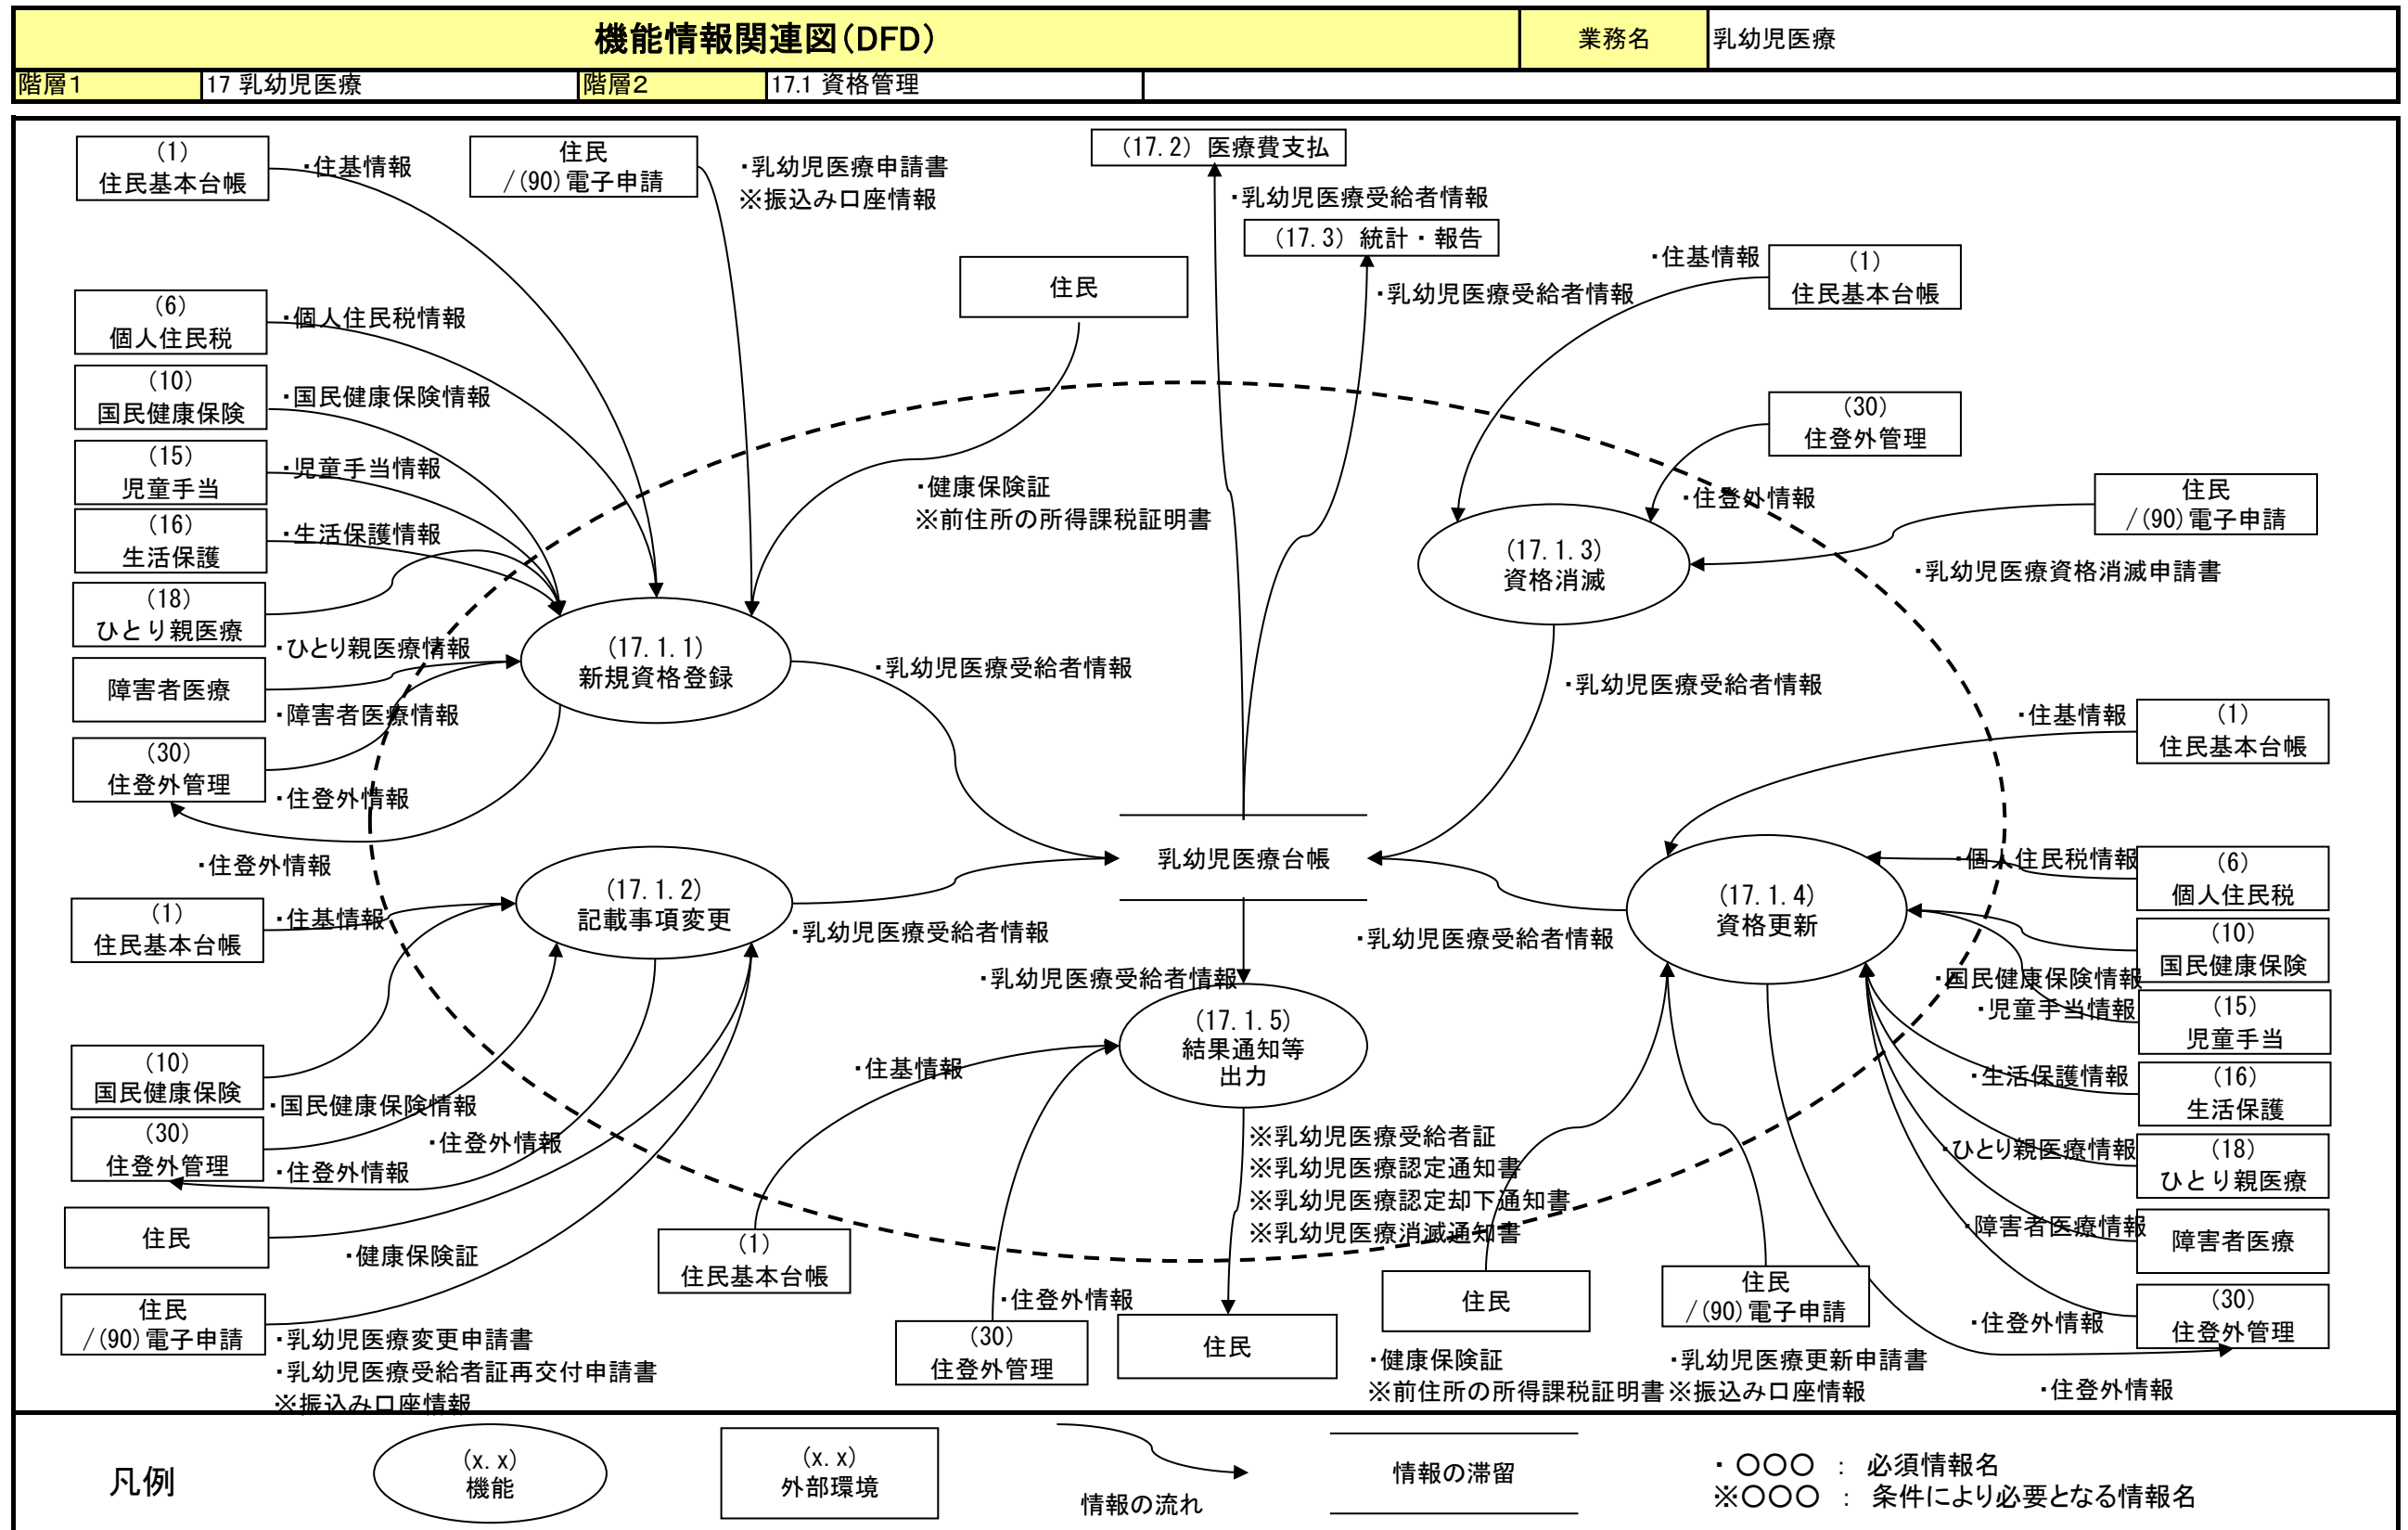 機能情報関連図(DFD)
業務名
乳幼児医療
階層1
17 乳幼児医療
階層2
17.1 資格管理
(1)
住民基本台帳
・住基情報
住民
/(90)電子申請
・乳幼児医療申請書
※振込み口座情報
(17.2) 医療費支払
・乳幼児医療受給者情報
(17.3) 統計・報告
・乳幼児医療受給者情報
・住基情報
(1)
住民基本台帳
住民
(6)
個人住民税
・個人住民税情報
(10)
国民健康保険
・国民健康保険情報
(15)
児童手当
・児童手当情報
(16)
生活保護
・生活保護情報
(18)
ひとり親医療
・ひとり親医療情報
障害者医療
・障害者医療情報
(30)
住登外管理
・住登外情報
・住登外情報
・健康保険証
※前住所の所得課税証明書
(30)
住登外管理
・住登外情報
住民
/(90)電子申請
・乳幼児医療資格消滅申請書
(17.1.3)
資格消滅
(17.1.1)
新規資格登録
・乳幼児医療受給者情報
・乳幼児医療受給者情報
・住基情報
(1)
住民基本台帳
乳幼児医療台帳
(17.1.2)
記載事項変更
・乳幼児医療受給者情報
(1)
住民基本台帳
・住基情報
(10)
国民健康保険
・国民健康保険情報
(30)
住登外管理
・住登外情報
・住登外情報
住民
・健康保険証
住民
/(90)電子申請
・乳幼児医療変更申請書
・乳幼児医療受給者証再交付申請書
※振込み口座情報
・乳幼児医療受給者情報
(17.1.5)
結果通知等
出力
・住基情報
(1)
住民基本台帳
・住登外情報
(30)
住登外管理
※乳幼児医療受給者証
※乳幼児医療認定通知書
※乳幼児医療認定却下通知書
※乳幼児医療消滅通知書
住民
(17.1.4)
資格更新
・乳幼児医療受給者情報
・個人住民税情報
(6)
個人住民税
(10)
国民健康保険
・国民健康保険情報
・児童手当情報
(15)
児童手当
・生活保護情報
(16)
生活保護
・ひとり親医療情報
(18)
ひとり親医療
・障害者医療情報
障害者医療
・住登外情報
(30)
住登外管理
・住登外情報
住民
・健康保険証
※前住所の所得課税証明書
住民
/(90)電子申請
・乳幼児医療更新申請書
※振込み口座情報
凡例
(x.x)
機能
(x.x)
外部環境
情報の流れ
情報の滞留
・ 〇〇〇 : 必須情報名
※〇〇〇 : 条件により必要となる情報名